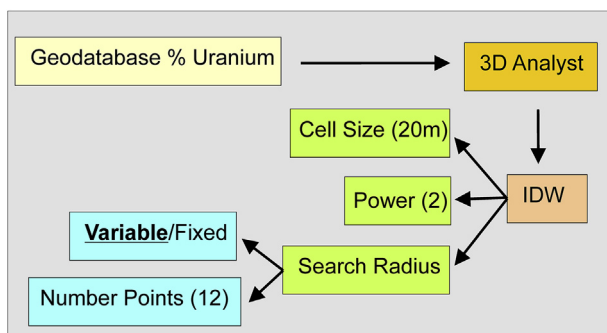 Geodatabase % Uranium
3D Analyst
Cell Size (20m)
Power (2)
IDW
Variable/Fixed
Search Radius
Number Points (12)